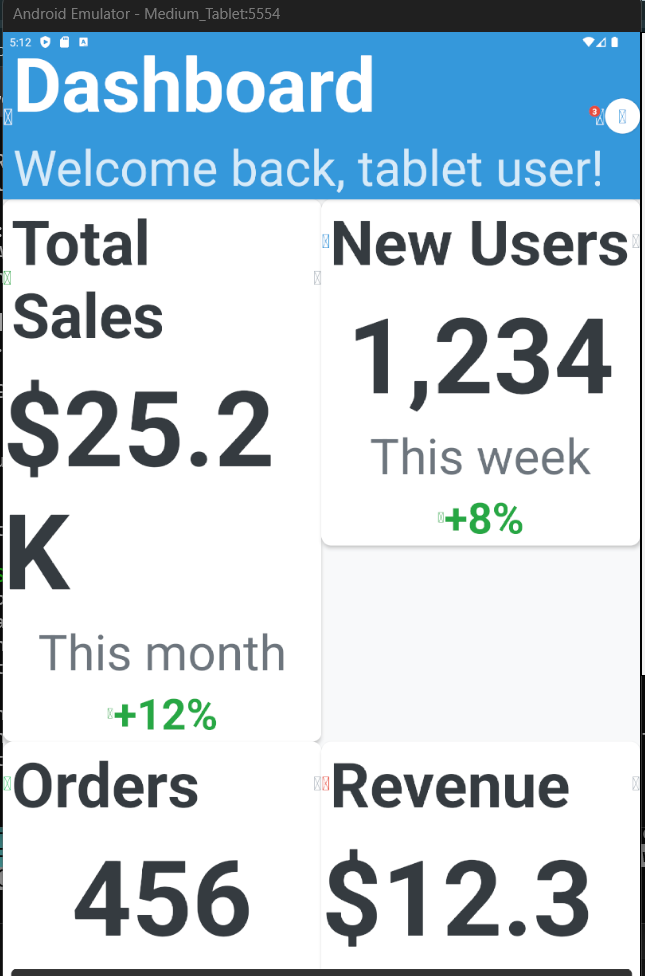 Android Emulator - Medium_Tablet:5554
5:12
Dashboard
3
Welcome back, tablet user!
Total
Sales
$25.2
K
This month
+12%
New Users
1,234
This week
+8%
Orders
456
Revenue
$12.3